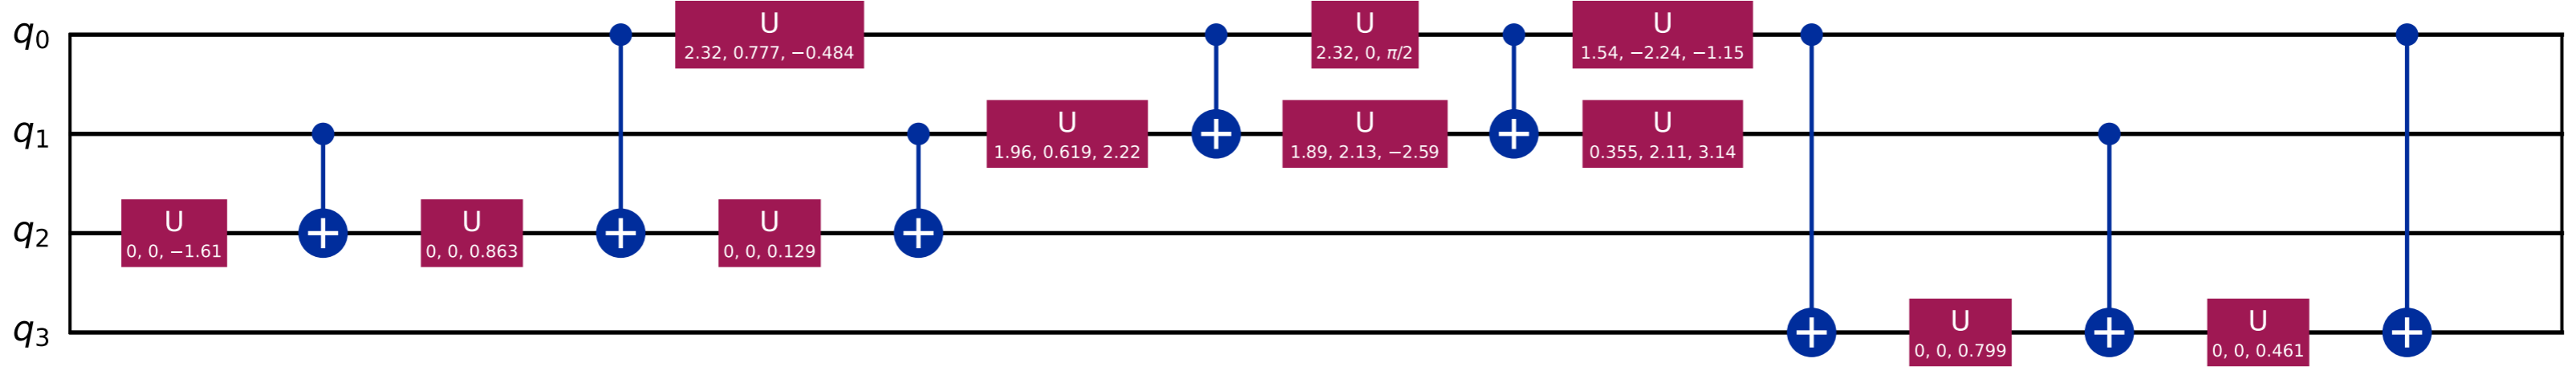 q0
U
2.32, 0.777, −0.484
U
2.32, 0, π/2
U
1.54, −2.24, −1.15
q1
U
1.96, 0.619, 2.22
U
1.89, 2.13, −2.59
U
0.355, 2.11, 3.14
q2
U
0, 0, −1.61
U
0, 0, 0.863
U
0, 0, 0.129
q3
U
0, 0, 0.799
U
0, 0, 0.461